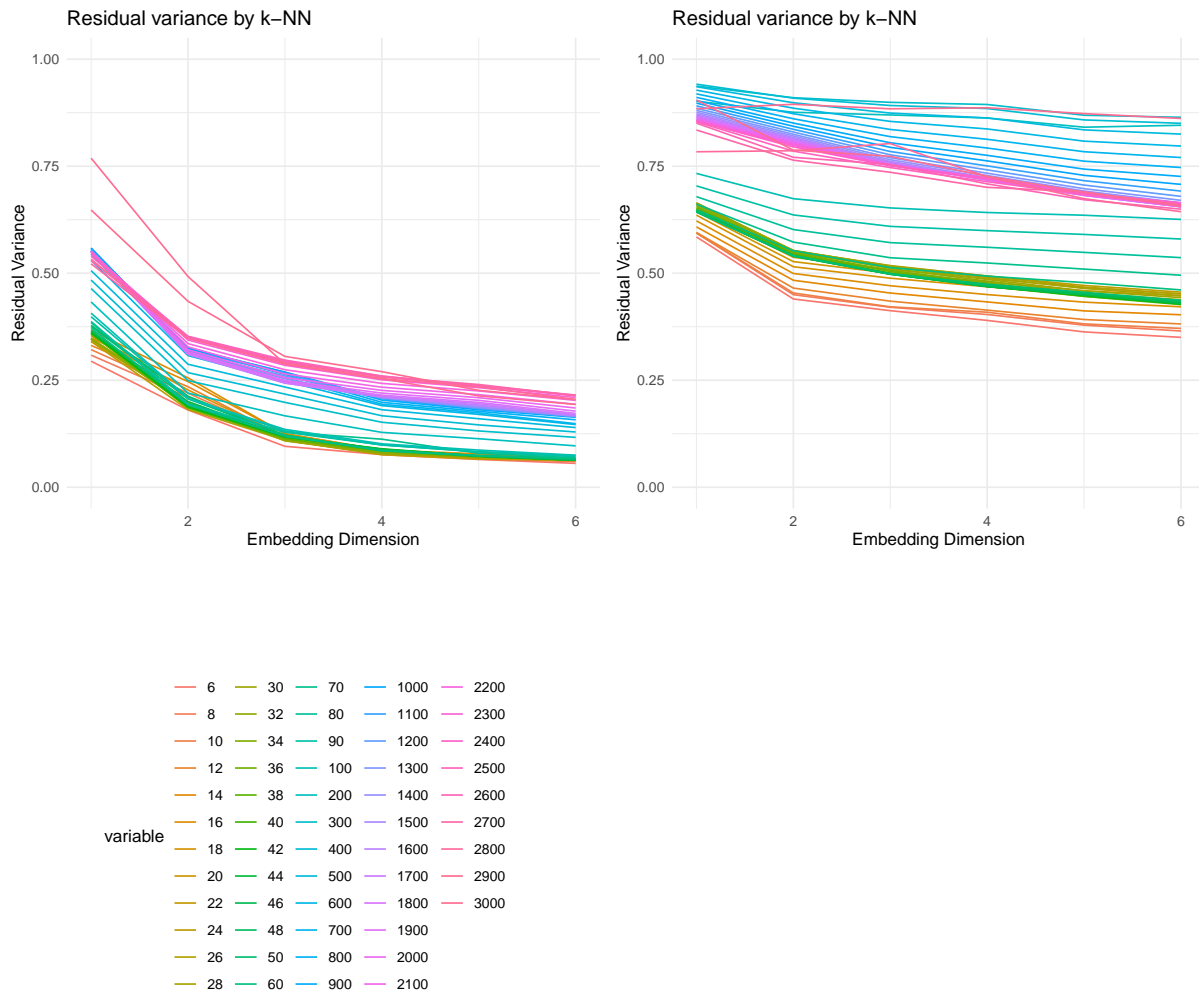 Residual variance by k−NN
1.00
0.75
0.50
0.25
0.00
Residual Variance
2 4 6
Embedding Dimension
Residual variance by k−NN
1.00
0.75
0.50
0.25
0.00
Residual Variance
2 4 6
Embedding Dimension
variable
6 30 70 1000 2200
8 32 80 1100 2300
10 34 90 1200 2400
12 36 100 1300 2500
14 38 200 1400 2600
16 40 300 1500 2700
18 42 400 1600 2800
20 44 500 1700 2900
22 46 600 1800 3000
24 48 700 1900
26 50 800 2000
28 60 900 2100